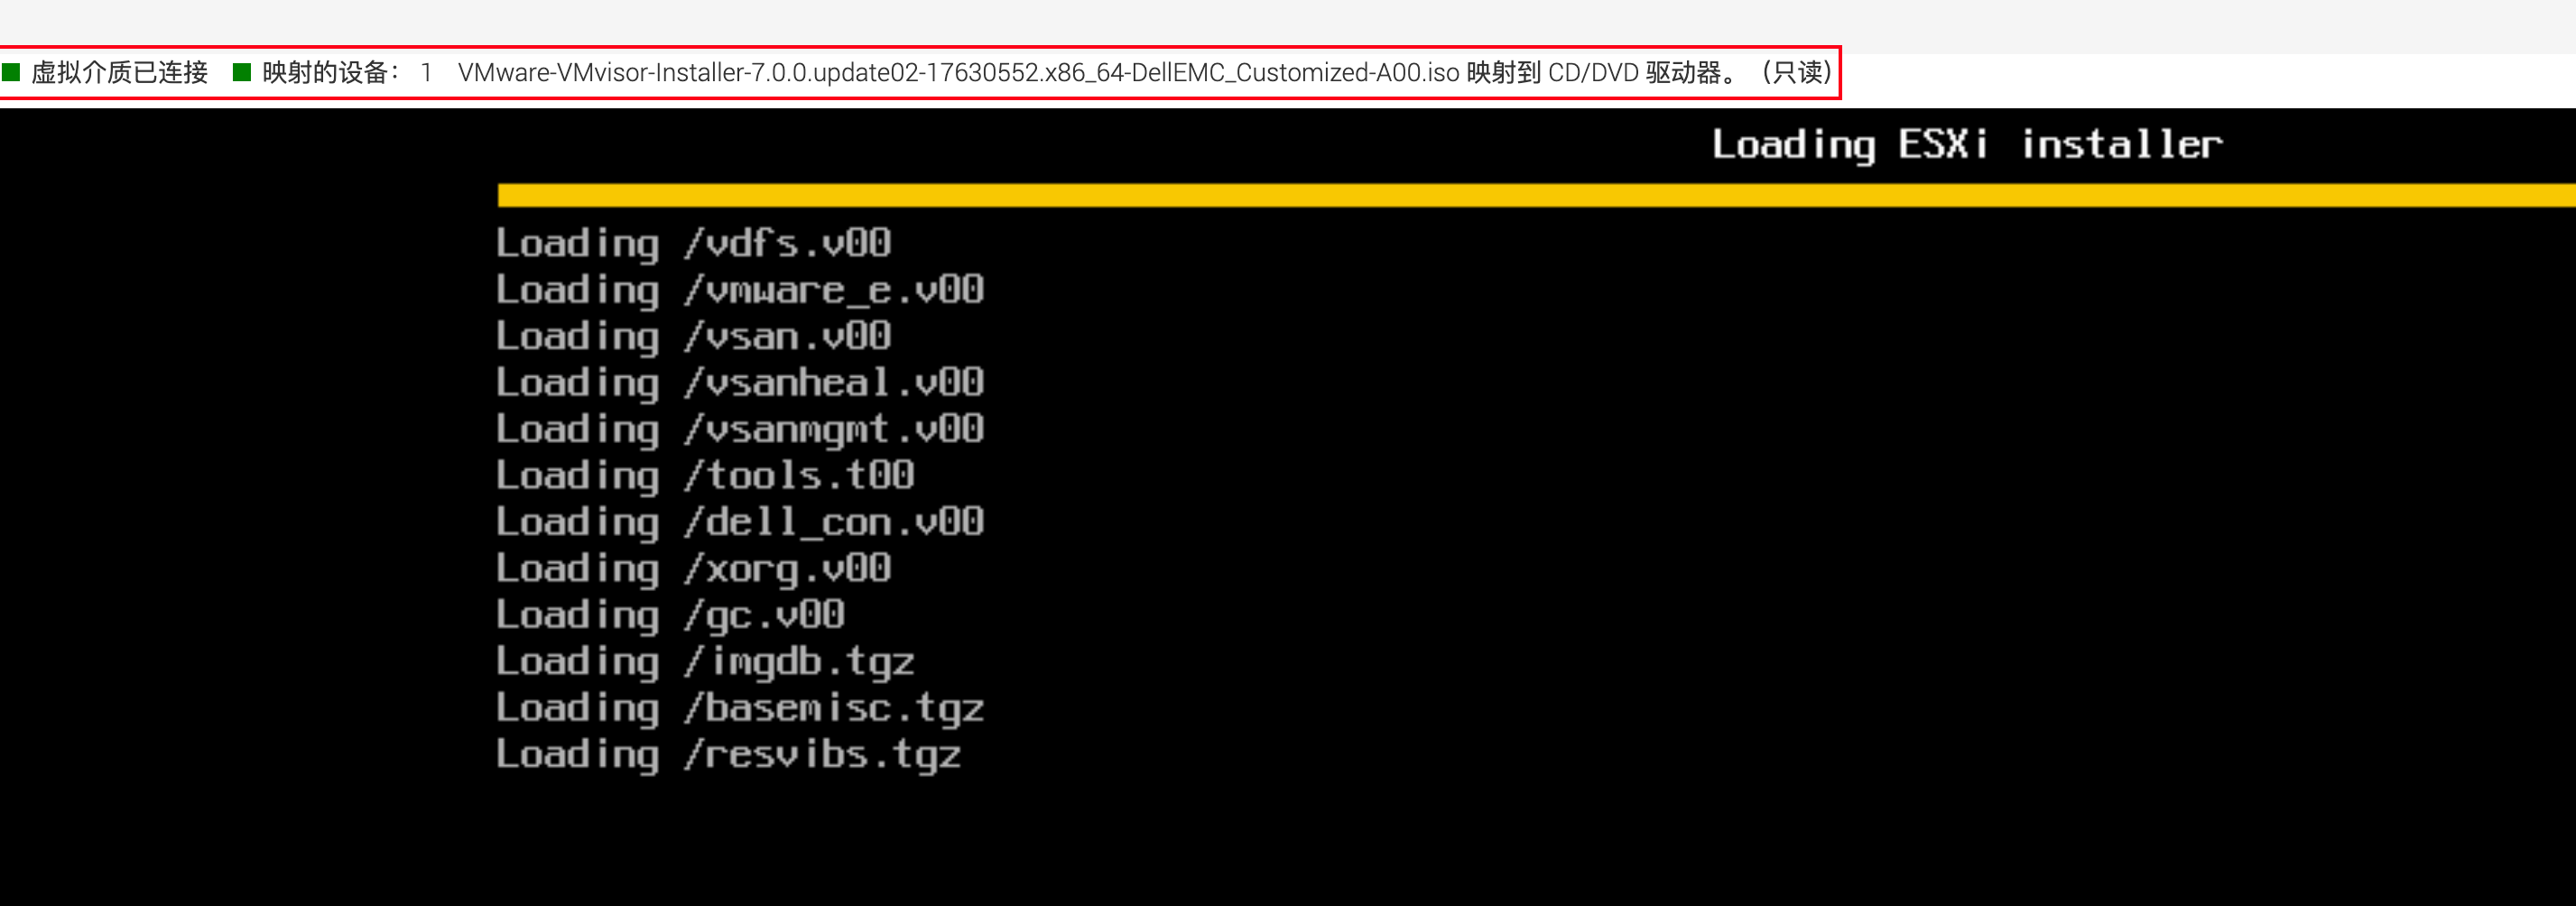 虚拟介质已连接 映射的设备： 1 VMware-VMvisor-Installer-7.0.0.update02-17630552.x86_64-DellEMC_Customized-A00.iso 映射到 CD/DVD 驱动器。（只读）
Loading ESXi installer
Loading /vdfs.v00
Loading /vmware_e.v00
Loading /vsan.v00
Loading /vsanheal.v00
Loading /vsanmgmt.v00
Loading /tools.t00
Loading /dell_con.v00
Loading /xorg.v00
Loading /gc.v00
Loading /imgdb.tgz
Loading /basemisc.tgz
Loading /resvibs.tgz